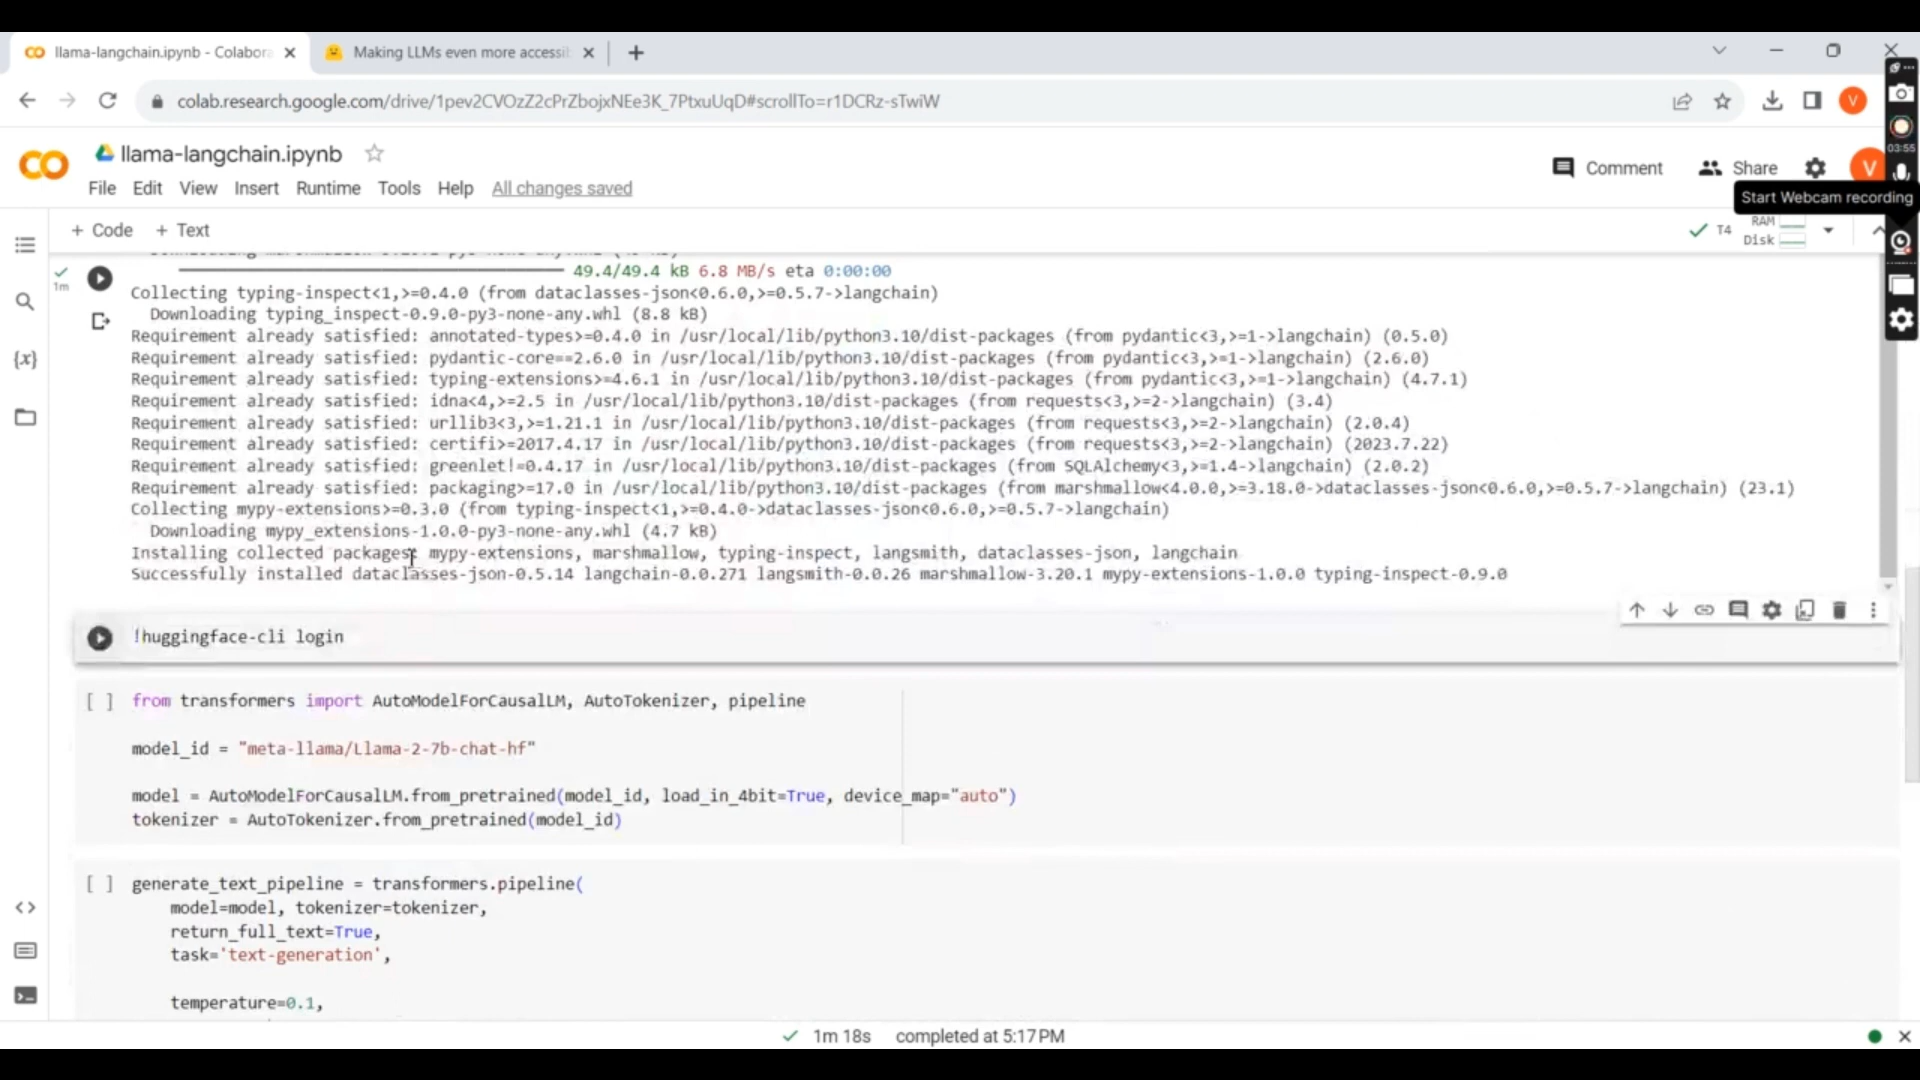 llama-langchain.ipynb - Colabora
Making LLMs even more accessib
colab.research.google.com/drive/1pev2CVOzZ2cPrZbojxNEe3K_7PtxuUqD#scrollTo=r1DCRz-sTwiW
V
03:55
llama-langchain.ipynb
File Edit View Insert Runtime Tools Help All changes saved
Comment
Share
V
Start Webcam recording
+ Code + Text
T4
RAM
Disk
49.4/49.4 kB 6.8 MB/s eta 0:00:00
1m
Collecting typing-inspect<1,>=0.4.0 (from dataclasses-json<0.6.0,>=0.5.7->langchain)
Downloading typing_inspect-0.9.0-py3-none-any.whl (8.8 kB)
Requirement already satisfied: annotated-types>=0.4.0 in /usr/local/lib/python3.10/dist-packages (from pydantic<3,>=1->langchain) (0.5.0)
Requirement already satisfied: pydantic-core==2.6.0 in /usr/local/lib/python3.10/dist-packages (from pydantic<3,>=1->langchain) (2.6.0)
Requirement already satisfied: typing-extensions>=4.6.1 in /usr/local/lib/python3.10/dist-packages (from pydantic<3,>=1->langchain) (4.7.1)
Requirement already satisfied: idna<4,>=2.5 in /usr/local/lib/python3.10/dist-packages (from requests<3,>=2->langchain) (3.4)
Requirement already satisfied: urllib3<3,>=1.21.1 in /usr/local/lib/python3.10/dist-packages (from requests<3,>=2->langchain) (2.0.4)
Requirement already satisfied: certifi>=2017.4.17 in /usr/local/lib/python3.10/dist-packages (from requests<3,>=2->langchain) (2023.7.22)
Requirement already satisfied: greenlet!=0.4.17 in /usr/local/lib/python3.10/dist-packages (from SQLAlchemy<3,>=1.4->langchain) (2.0.2)
Requirement already satisfied: packaging>=17.0 in /usr/local/lib/python3.10/dist-packages (from marshmallow<4.0.0,>=3.18.0->dataclasses-json<0.6.0,>=0.5.7->langchain) (23.1)
Collecting mypy-extensions>=0.3.0 (from typing-inspect<1,>=0.4.0->dataclasses-json<0.6.0,>=0.5.7->langchain)
Downloading mypy_extensions-1.0.0-py3-none-any.whl (4.7 kB)
Installing collected packages: mypy-extensions, marshmallow, typing-inspect, langsmith, dataclasses-json, langchain
Successfully installed dataclasses-json-0.5.14 langchain-0.0.271 langsmith-0.0.26 marshmallow-3.20.1 mypy-extensions-1.0.0 typing-inspect-0.9.0
!huggingface-cli login
[ ] from transformers import AutoModelForCausalLM, AutoTokenizer, pipeline
model_id = "meta-llama/Llama-2-7b-chat-hf"
model = AutoModelForCausalLM.from_pretrained(model_id, load_in_4bit=True, device_map="auto")
tokenizer = AutoTokenizer.from_pretrained(model_id)
[ ] generate_text_pipeline = transformers.pipeline(
model=model, tokenizer=tokenizer,
return_full_text=True,
task='text-generation',
temperature=0.1,
1m 18s completed at 5:17 PM